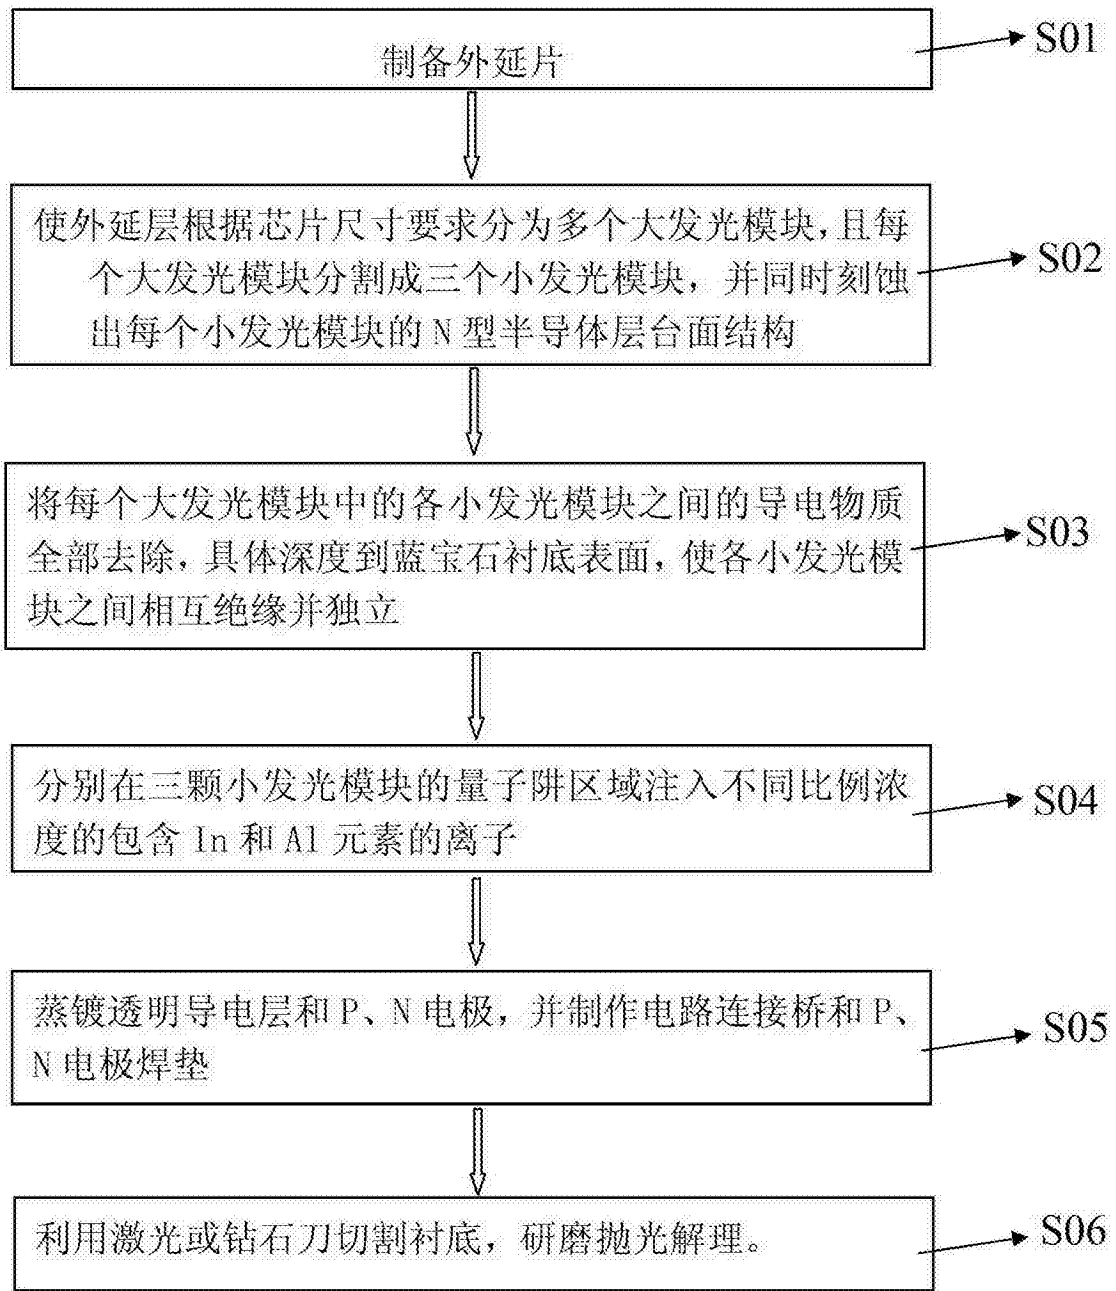 制备外延片
S01
使外延层根据芯片尺寸要求分为多个大发光模块，且每
个大发光模块分割成三个小发光模块，并同时刻蚀
出每个小发光模块的 N 型半导体层台面结构
S02
将每个大发光模块中的各小发光模块之间的导电物质
全部去除，具体深度到蓝宝石衬底表面，使各小发光模
块之间相互绝缘并独立
S03
分别在三颗小发光模块的量子阱区域注入不同比例浓
度的包含 In 和 Al 元素的离子
S04
蒸镀透明导电层和 P、N 电极，并制作电路连接桥和 P、
N 电极焊垫
S05
利用激光或钻石刀切割衬底，研磨抛光解理。
S06